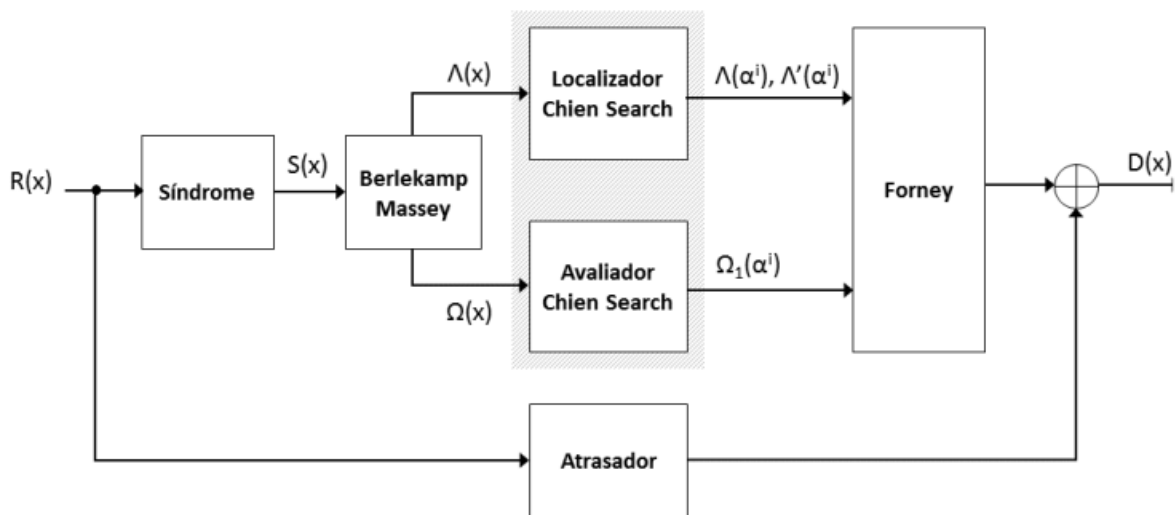 R(x)
Síndrome
S(x)
Berlekamp
Massey
Λ(x)
Ω(x)
Localizador
Chien Search
Avaliador
Chien Search
Λ(αⁱ), Λ’(αⁱ)
Ω₁(αⁱ)
Forney
D(x)
Atrasador